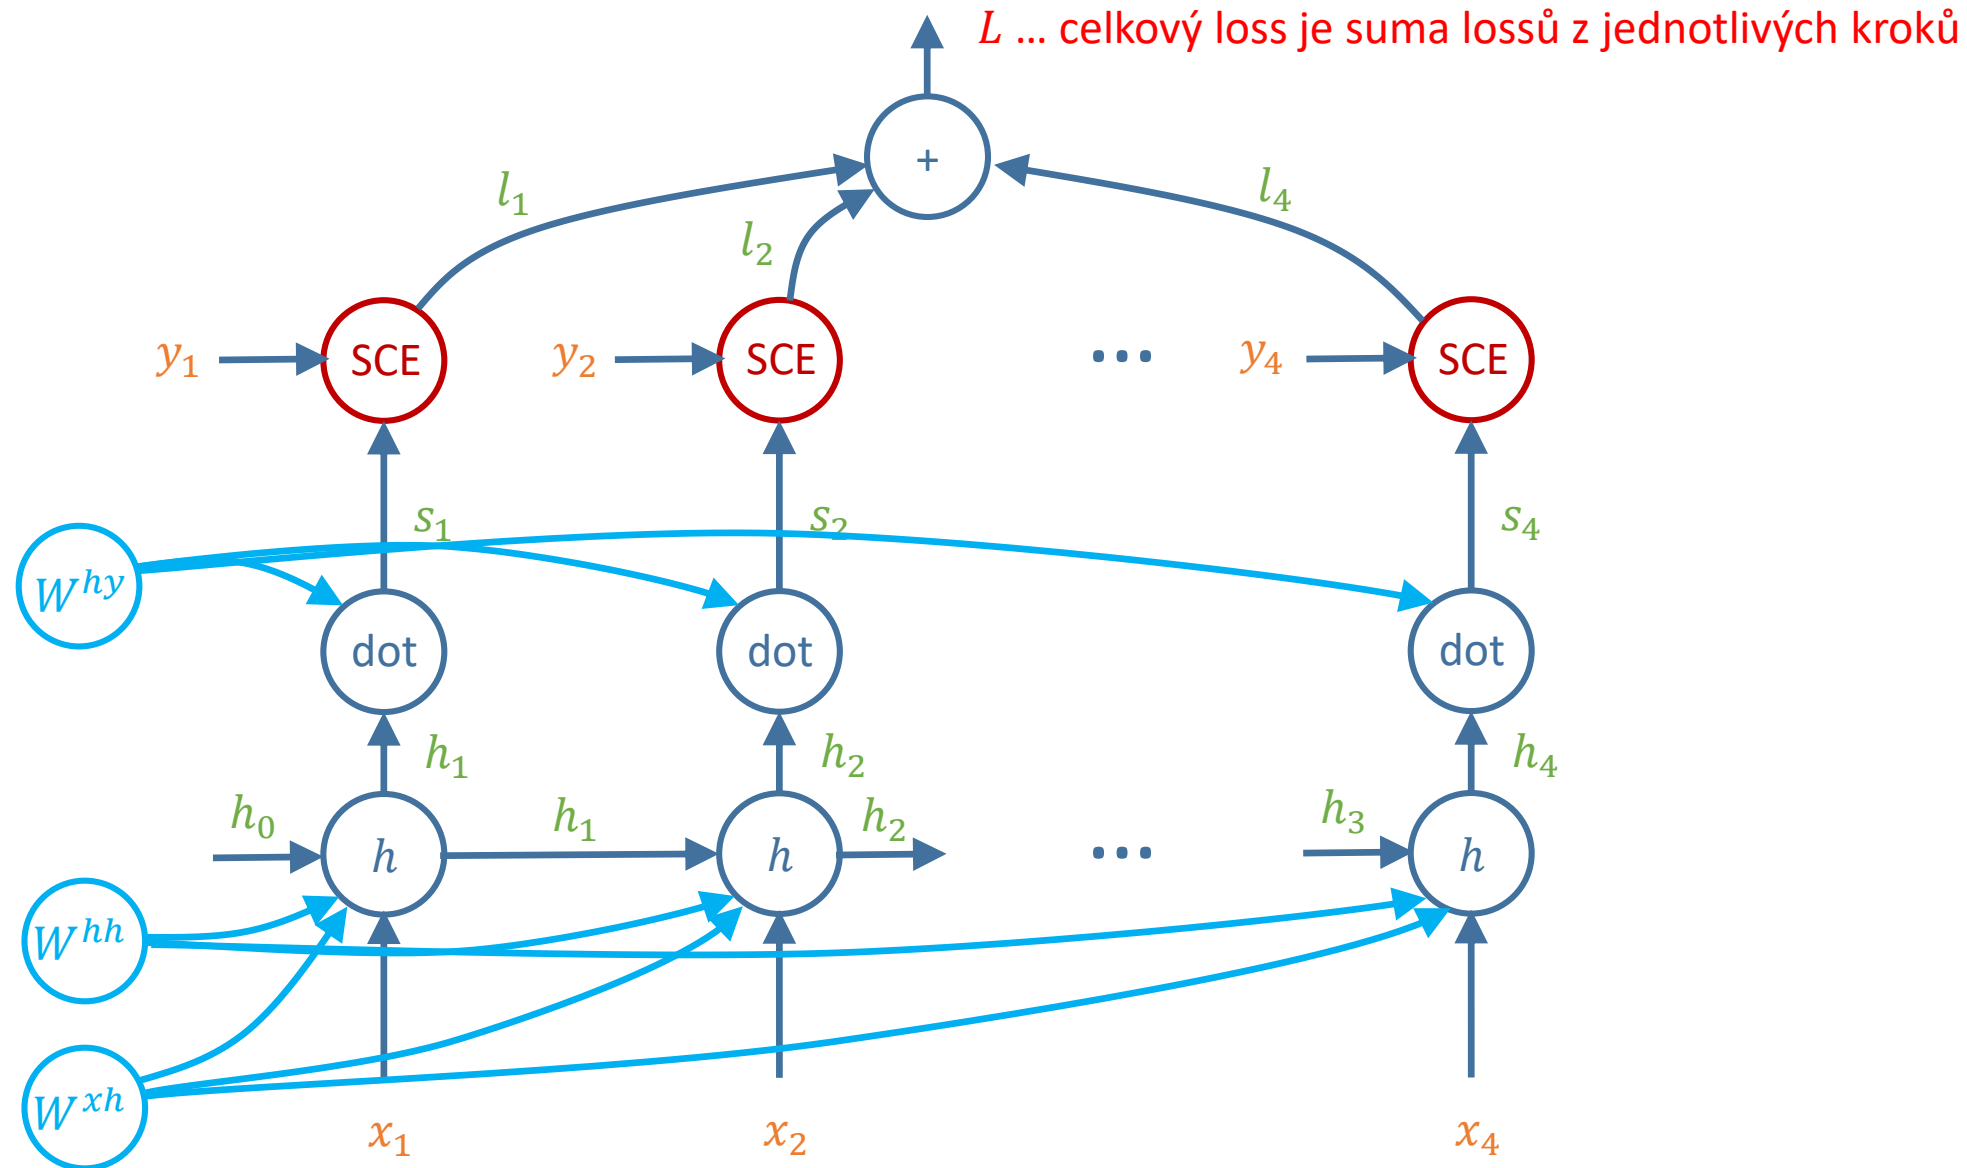 L ... celkový loss je suma lossů z jednotlivých kroků
+
l₁
l₂
l₄
y₁
SCE
y₂
SCE
...
y₄
SCE
s₁
s₂
s₄
Wʰʸ
dot
dot
dot
h₁
h₂
h₄
h₀
h
h₁
h
h₂
...
h₃
h
Wʰʰ
Wˣʰ
x₁
x₂
x₄